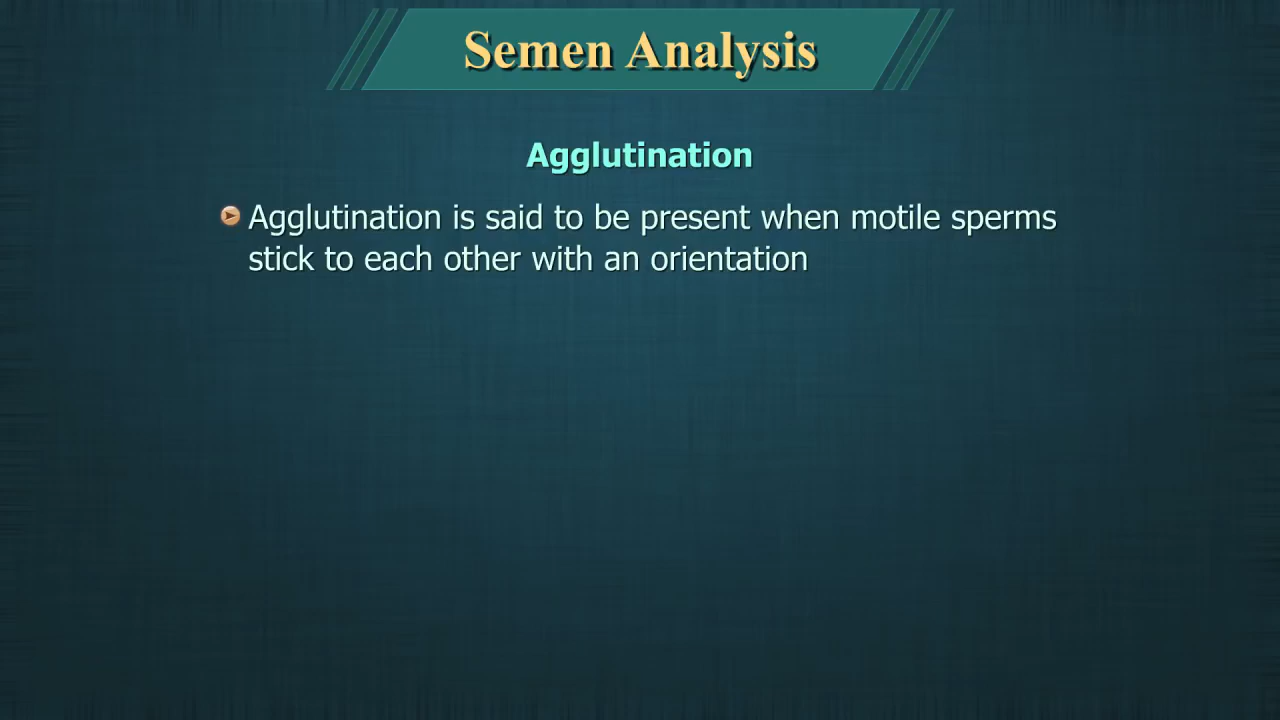 Semen Analysis
Agglutination
Agglutination is said to be present when motile sperms
stick to each other with an orientation